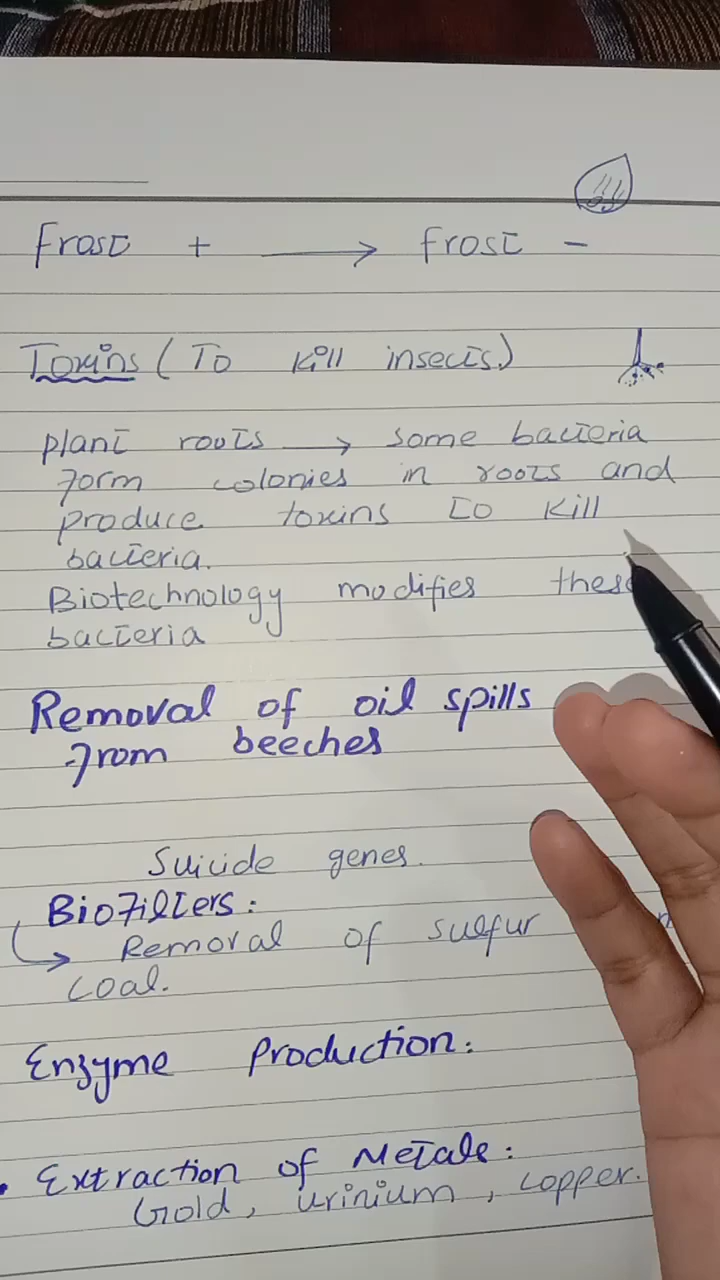 Frost + → frost -
Toxins (To kill insects)
plant roots → some bacteria
form colonies in roots and
produce toxins to kill
bacteria.
Biotechnology modifies these
bacteria
Removal of oil spills
from beeches
Suicide genes.
BioFilters:
→ Removal of sulfur
coal.
Enzyme Production:
• Extraction of Metals:
Gold, urinium, copper.